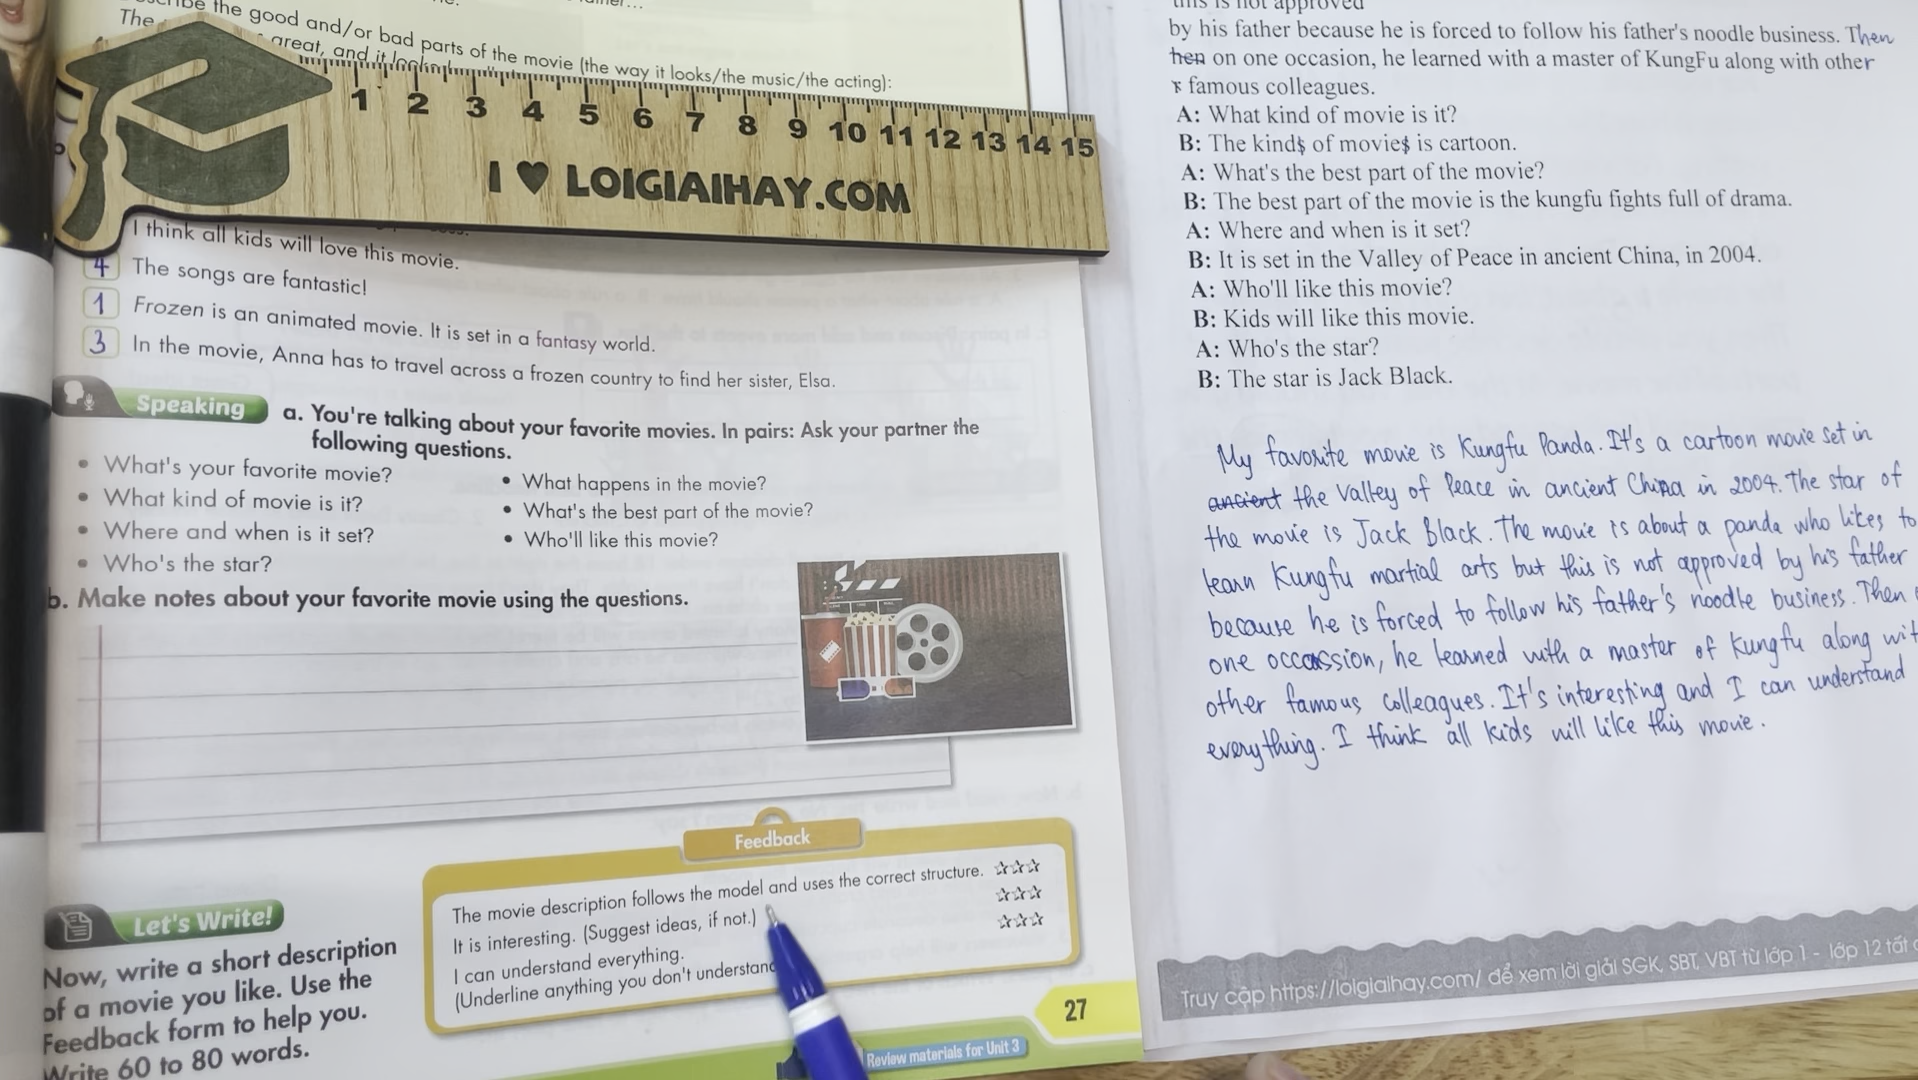 the good and/or bad parts of the movie (the way it looks/the music/the acting):
The
great, and it
1 2 3 4 5 6 7 8 9 10 11 12 13 14 15
I ♥ LOIGIAIHAY.COM
I think all kids will love this movie.
4 The songs are fantastic!
1 Frozen is an animated movie. It is set in a fantasy world.
3 In the movie, Anna has to travel across a frozen country to find her sister, Elsa.
Speaking
a. You're talking about your favorite movies. In pairs: Ask your partner the
following questions.
• What's your favorite movie?
• What kind of movie is it?
• Where and when is it set?
• Who's the star?
• What happens in the movie?
• What's the best part of the movie?
• Who'll like this movie?
b. Make notes about your favorite movie using the questions.
Feedback
The movie description follows the model and uses the correct structure. ☆☆☆
It is interesting. (Suggest ideas, if not.) ☆☆☆
I can understand everything. ☆☆☆
(Underline anything you don't understand
Let's Write!
Now, write a short description
of a movie you like. Use the
Feedback form to help you.
Write 60 to 80 words.
27
Review materials for Unit 3
this is not approved
by his father because he is forced to follow his father's noodle business. Then
hen on one occasion, he learned with a master of KungFu along with other
famous colleagues.
A: What kind of movie is it?
B: The kinds of movies is cartoon.
A: What's the best part of the movie?
B: The best part of the movie is the kungfu fights full of drama.
A: Where and when is it set?
B: It is set in the Valley of Peace in ancient China, in 2004.
A: Who'll like this movie?
B: Kids will like this movie.
A: Who's the star?
B: The star is Jack Black.
My favorite movie is Kungfu Panda. It's a cartoon movie set in
ancient the Valley of Peace in ancient China in 2004. The star of
the movie is Jack Black. The movie is about a panda who likes to
learn Kungfu martial arts but this is not approved by his father
because he is forced to follow his father's noodle business. Then
one occassion, he learned with a master of Kungfu along wit
other famous colleagues. It's interesting and I can understand
everything. I think all kids will like this movie.
Truy cập https://loigiaihay.com/ để xem lời giải SGK, SBT, VBT từ lớp 1 - lớp 12 tất